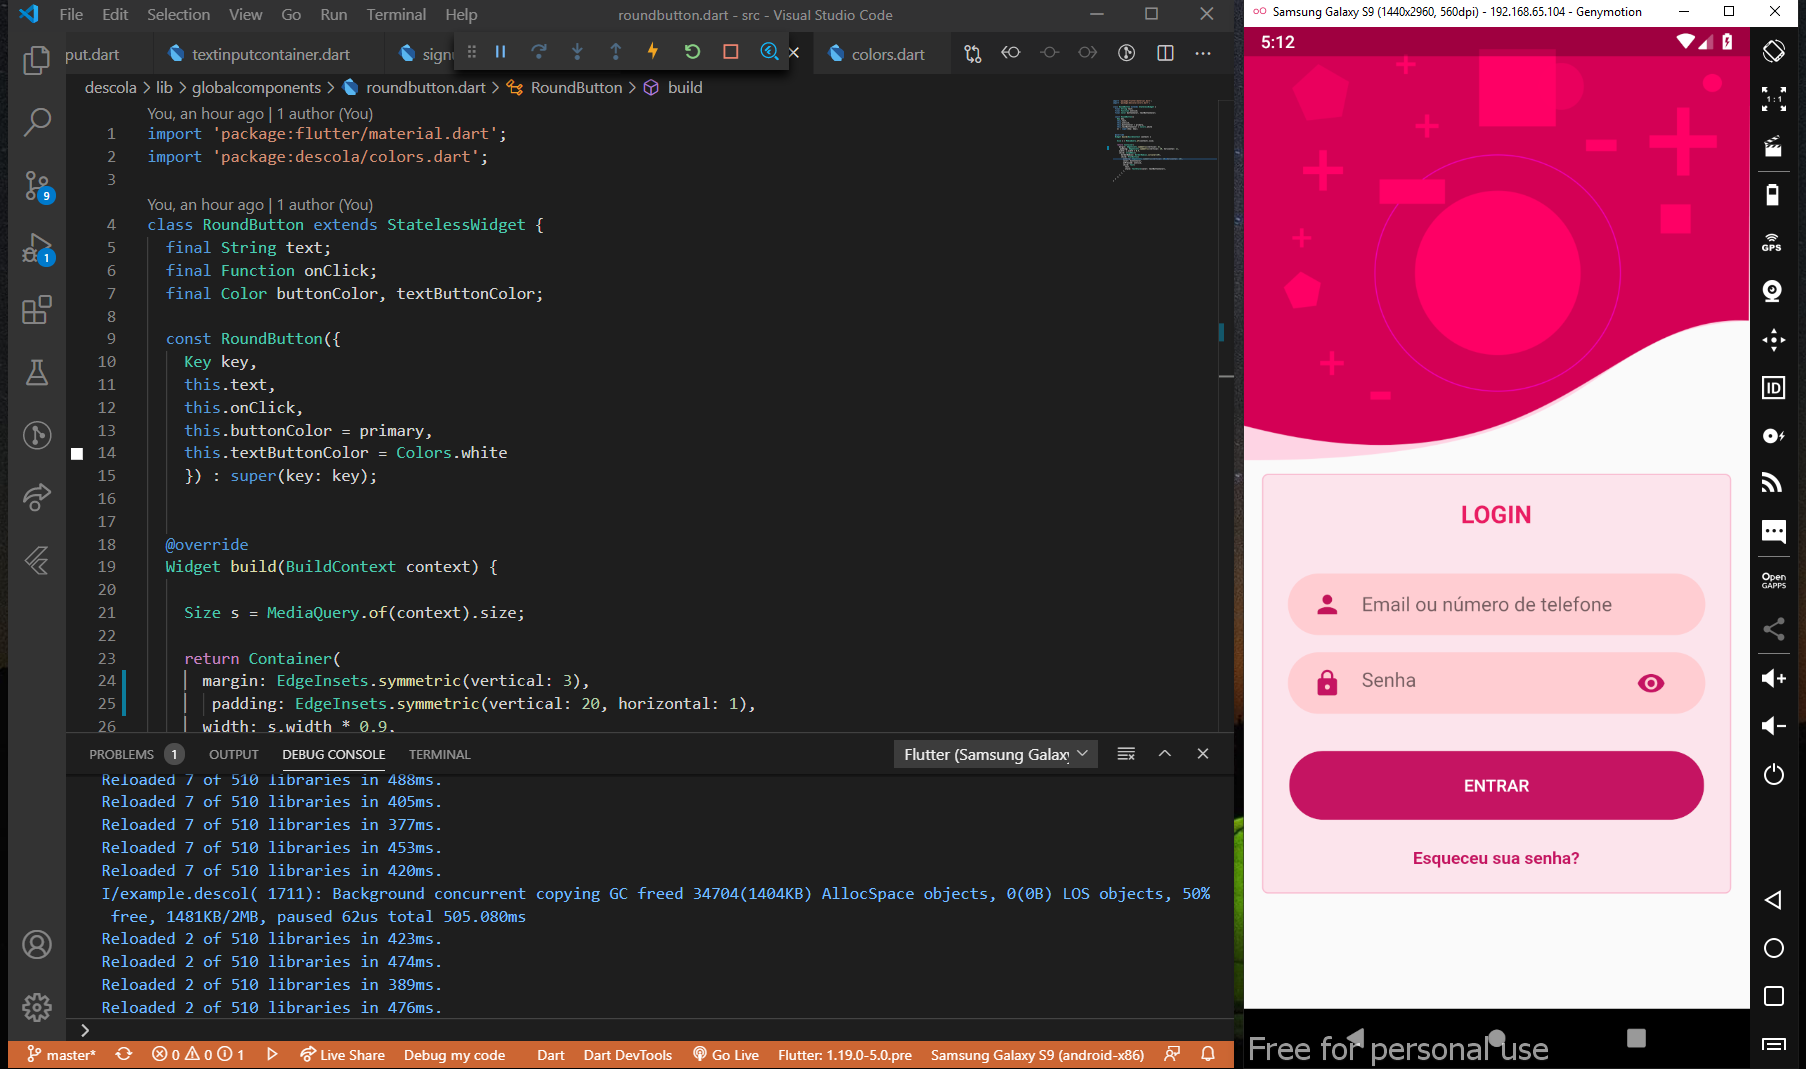 File Edit Selection View Go Run Terminal Help
roundbutton.dart - src - Visual Studio Code
put.dart
textinputcontainer.dart
sign
colors.dart
descola > lib > globalcomponents > roundbutton.dart > RoundButton > build
You, an hour ago | 1 author (You)
1 import 'package:flutter/material.dart';
2 import 'package:descola/colors.dart';
3
You, an hour ago | 1 author (You)
4 class RoundButton extends StatelessWidget {
5 final String text;
6 final Function onClick;
7 final Color buttonColor, textButtonColor;
8
9 const RoundButton({
10 Key key,
11 this.text,
12 this.onClick,
13 this.buttonColor = primary,
14 this.textButtonColor = Colors.white
15 }) : super(key: key);
16
17
18 @override
19 Widget build(BuildContext context) {
20
21 Size s = MediaQuery.of(context).size;
22
23 return Container(
24 margin: EdgeInsets.symmetric(vertical: 3),
25 padding: EdgeInsets.symmetric(vertical: 20, horizontal: 1),
26 width: s.width * 0.9,
9
1
PROBLEMS 1 OUTPUT DEBUG CONSOLE TERMINAL
Flutter (Samsung Galaxy
Reloaded 7 of 510 libraries in 488ms.
Reloaded 7 of 510 libraries in 405ms.
Reloaded 7 of 510 libraries in 377ms.
Reloaded 7 of 510 libraries in 453ms.
Reloaded 7 of 510 libraries in 420ms.
I/example.descol( 1711): Background concurrent copying GC freed 34704(1404KB) AllocSpace objects, 0(0B) LOS objects, 50%
free, 1481KB/2MB, paused 62us total 505.080ms
Reloaded 2 of 510 libraries in 423ms.
Reloaded 2 of 510 libraries in 474ms.
Reloaded 2 of 510 libraries in 389ms.
Reloaded 2 of 510 libraries in 476ms.
>
master* 0 0 1 Live Share Debug my code Dart Dart DevTools Go Live Flutter: 1.19.0-5.0.pre Samsung Galaxy S9 (android-x86)
Samsung Galaxy S9 (1440x2960, 560dpi) - 192.168.65.104 - Genymotion
5:12
LOGIN
Email ou número de telefone
Senha
ENTRAR
Esqueceu sua senha?
Free for personal use
1:1
GPS
ID
Open
GAPPS